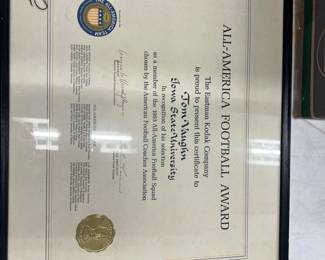 ALL-AMERICA FOOTBALL AWARD
The Eastman Kodak Company
is proud to present this certificate to
Tom Vaughn
Iowa State University
In recognition of his selection
as a member of the 1963 All-America Football Squad
chosen by the American Football Coaches Association